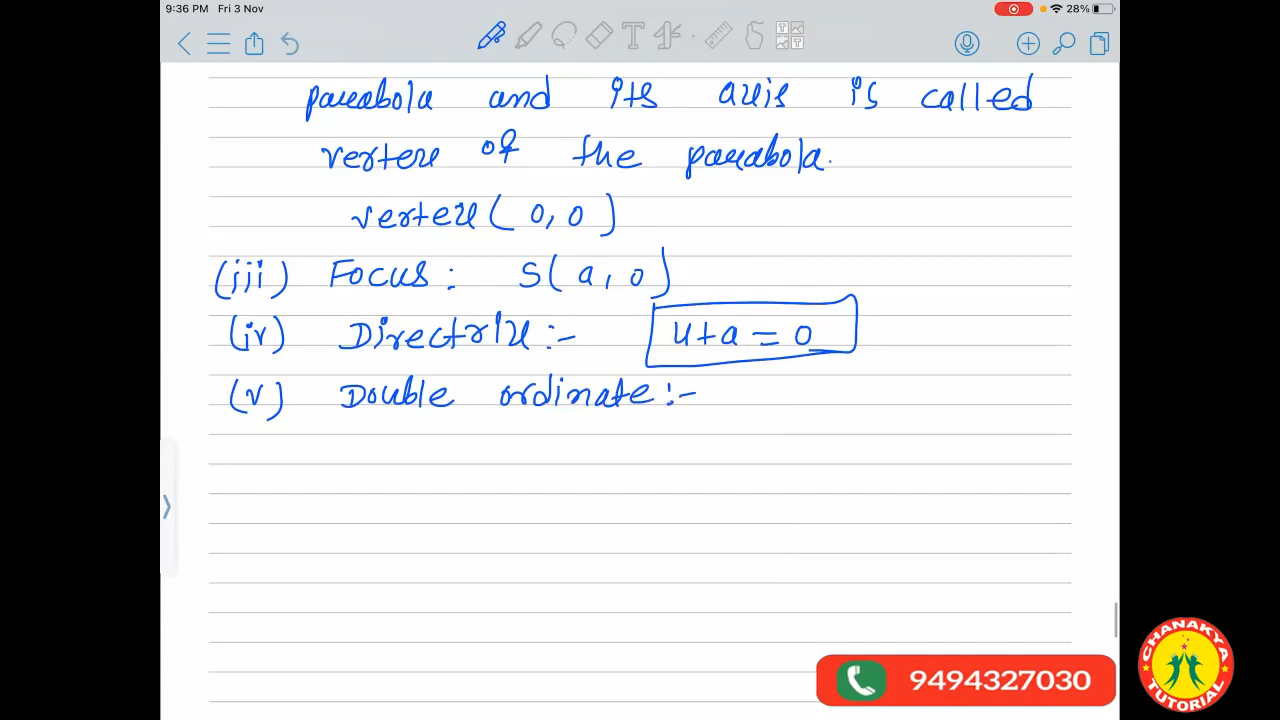 9:36 PM Fri 3 Nov
28%
parabola and its axis is called
vertex of the parabola.
vertex ( 0, 0 )
(iii) Focus : S( a, 0 )
(iv) Directrix :- x + a = 0
(v) Double ordinate :-
9494327030
CHANAKYA
TUTORIAL